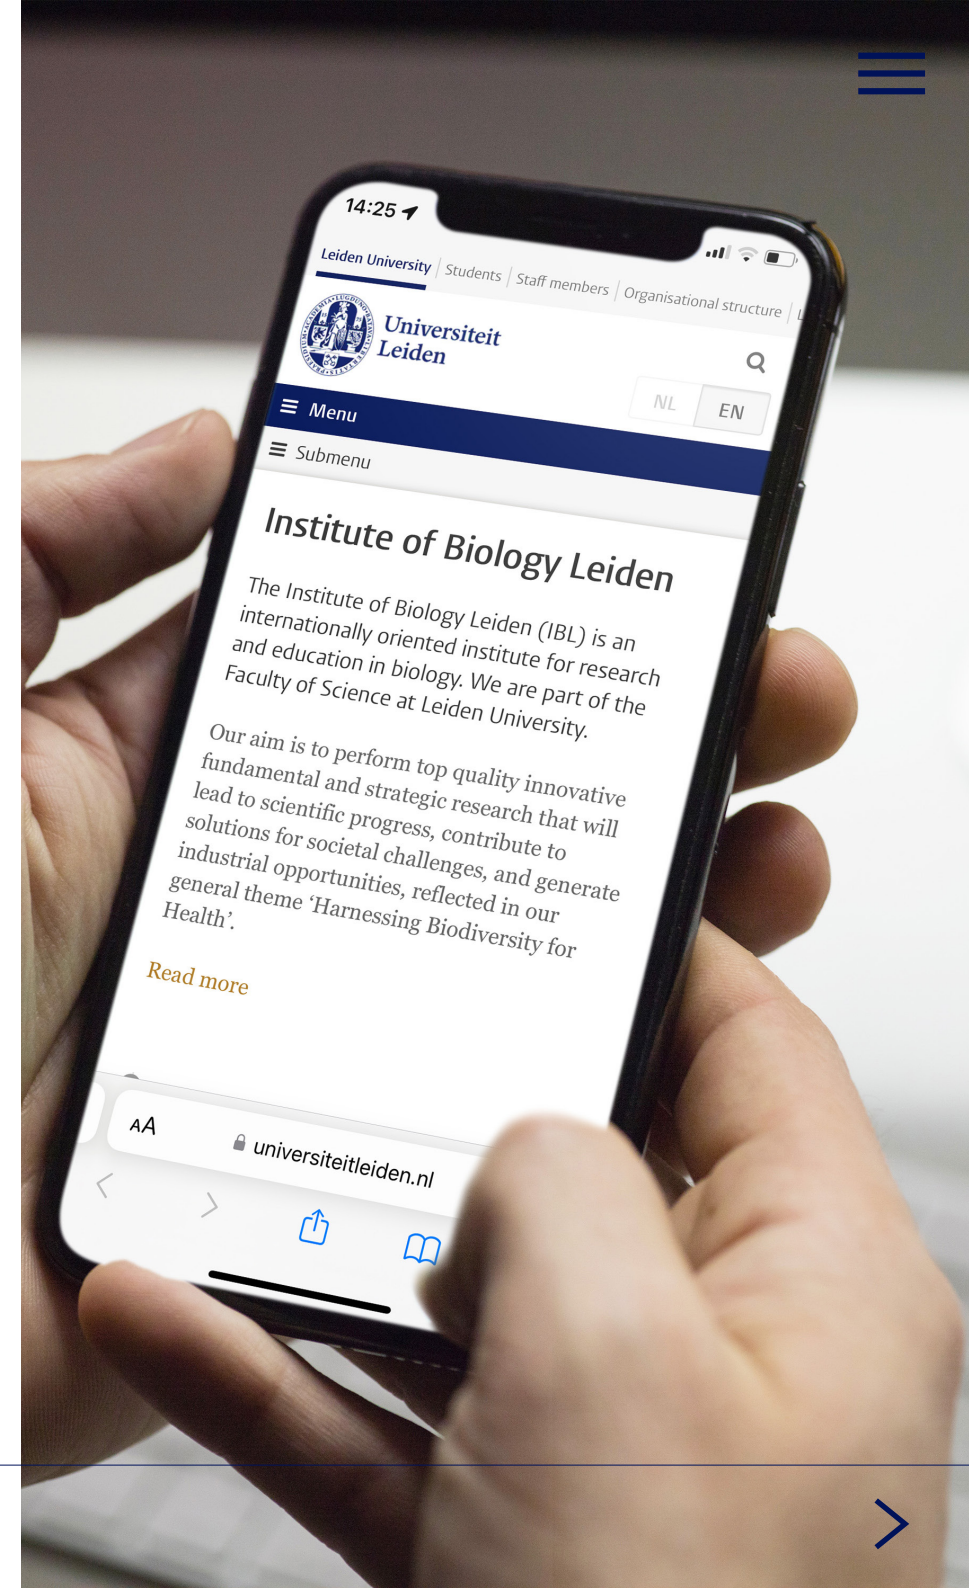 14:25
Leiden University Students Staff members Organisational structure L
Universiteit
Leiden
NL EN
Menu
Submenu
Institute of Biology Leiden
The Institute of Biology Leiden (IBL) is an
internationally oriented institute for research
and education in biology. We are part of the
Faculty of Science at Leiden University.
Our aim is to perform top quality innovative
fundamental and strategic research that will
lead to scientific progress, contribute to
solutions for societal challenges, and generate
industrial opportunities, reflected in our
general theme ‘Harnessing Biodiversity for
Health’.
Read more
AA universiteitleiden.nl